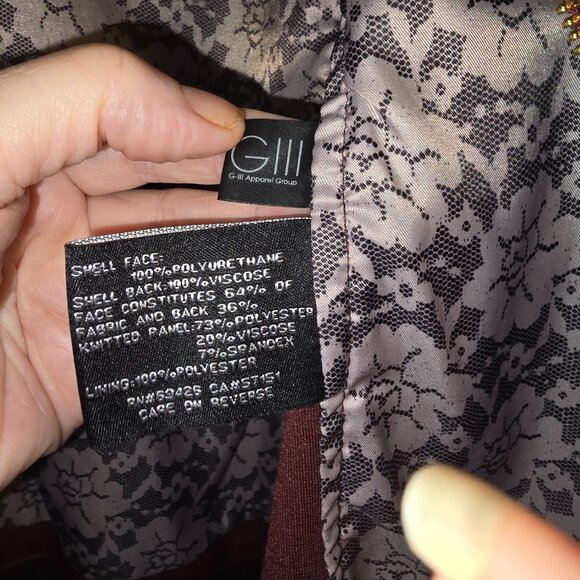 GIII
G-III Apparel Group
SHELL FACE:
100%POLYURETHANE
SHELL BACK:100%VISCOSE
FACE CONSTITUTES 64% OF
FABRIC AND BACK 36%
KNITTED PANEL:73%POLYESTER
20%VISCOSE
7%SPANDEX
LINING:100%POLYESTER
RN#69426 CA#57151
CARE ON REVERSE